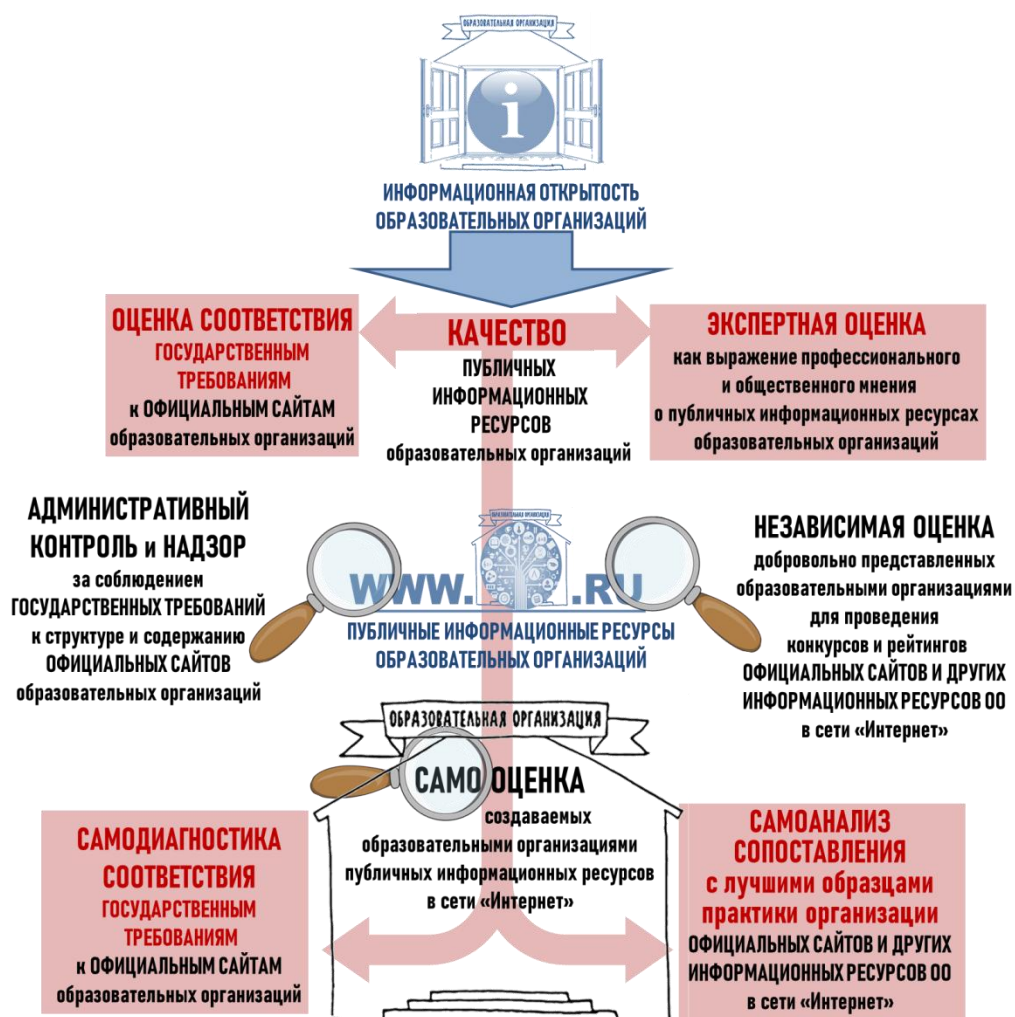 ОБРАЗОВАТЕЛЬНАЯ ОРГАНИЗАЦИЯ
i
ИНФОРМАЦИОННАЯ ОТКРЫТОСТЬ
ОБРАЗОВАТЕЛЬНЫХ ОРГАНИЗАЦИЙ
ОЦЕНКА СООТВЕТСТВИЯ
ГОСУДАРСТВЕННЫМ
ТРЕБОВАНИЯМ
к ОФИЦИАЛЬНЫМ САЙТАМ
образовательных организаций
КАЧЕСТВО
ПУБЛИЧНЫХ
ИНФОРМАЦИОННЫХ
РЕСУРСОВ
образовательных организаций
ЭКСПЕРТНАЯ ОЦЕНКА
как выражение профессионального
и общественного мнения
о публичных информационных ресурсах
образовательных организаций
АДМИНИСТРАТИВНЫЙ
КОНТРОЛЬ и НАДЗОР
за соблюдением
ГОСУДАРСТВЕННЫХ ТРЕБОВАНИЙ
к структуре и содержанию
ОФИЦИАЛЬНЫХ САЙТОВ
образовательных организаций
ОБРАЗОВАТЕЛЬНАЯ ОРГАНИЗАЦИЯ
WWW. .RU
ПУБЛИЧНЫЕ ИНФОРМАЦИОННЫЕ РЕСУРСЫ
ОБРАЗОВАТЕЛЬНЫХ ОРГАНИЗАЦИЙ
НЕЗАВИСИМАЯ ОЦЕНКА
добровольно представленных
образовательными организациями
для проведения
конкурсов и рейтингов
ОФИЦИАЛЬНЫХ САЙТОВ И ДРУГИХ
ИНФОРМАЦИОННЫХ РЕСУРСОВ ОО
в сети «Интернет»
ОБРАЗОВАТЕЛЬНАЯ ОРГАНИЗАЦИЯ
САМО ОЦЕНКА
создаваемых
образовательными организациями
публичных информационных ресурсов
в сети «Интернет»
САМОДИАГНОСТИКА
СООТВЕТСТВИЯ
ГОСУДАРСТВЕННЫМ
ТРЕБОВАНИЯМ
к ОФИЦИАЛЬНЫМ САЙТАМ
образовательных организаций
САМОАНАЛИЗ
СОПОСТАВЛЕНИЯ
с лучшими образцами
практики организации
ОФИЦИАЛЬНЫХ САЙТОВ И ДРУГИХ
ИНФОРМАЦИОННЫХ РЕСУРСОВ ОО
в сети «Интернет»